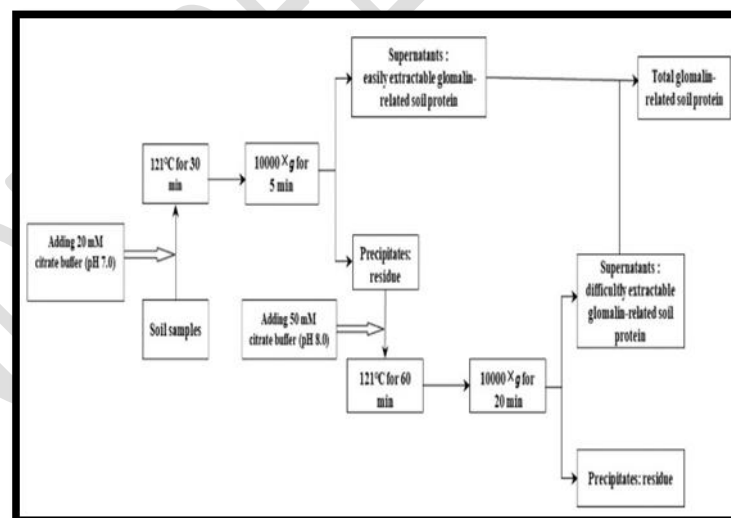 Supernatants :
easily extractable glomalin-
related soil protein
Total glomalin-
related soil protein
121°C for 30
min
10000×g for
5 min
Adding 20 mM
citrate buffer (pH 7.0)
Soil samples
Precipitates:
residue
Adding 50 mM
citrate buffer (pH 8.0)
121°C for 60
min
10000×g for
20 min
Supernatants :
difficultly extractable
glomalin-related soil
protein
Precipitates: residue